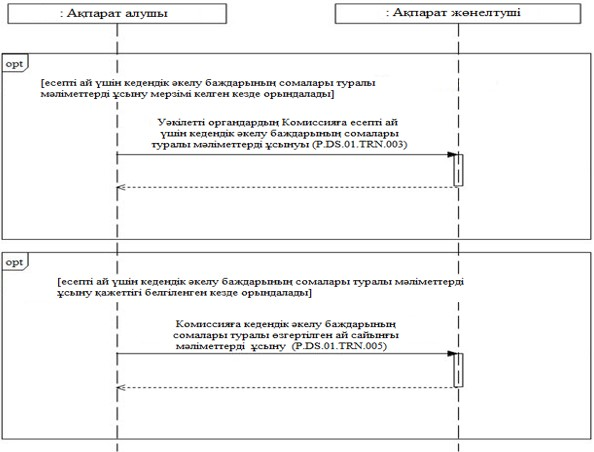 : Ақпарат алушы
: Ақпарат жөнелтуші
opt
[есепті ай үшін кедендік әкелу баждарының сомалары туралы
мәліметтерді ұсыну мерзімі келген кезде орындалады]
Уәкілетті органдардың Комиссияға есепті ай
үшін кедендік әкелу баждарының сомалары
туралы мәліметтерді ұсынуы (P.DS.01.TRN.003)
opt
[есепті ай үшін кедендік әкелу баждарының сомалары туралы мәліметтерді
ұсыну қажеттігі белгіленген кезде орындалады]
Комиссияға кедендік әкелу баждарының
сомалары туралы өзгертілген ай сайынғы
мәліметтерді ұсыну (P.DS.01.TRN.005)